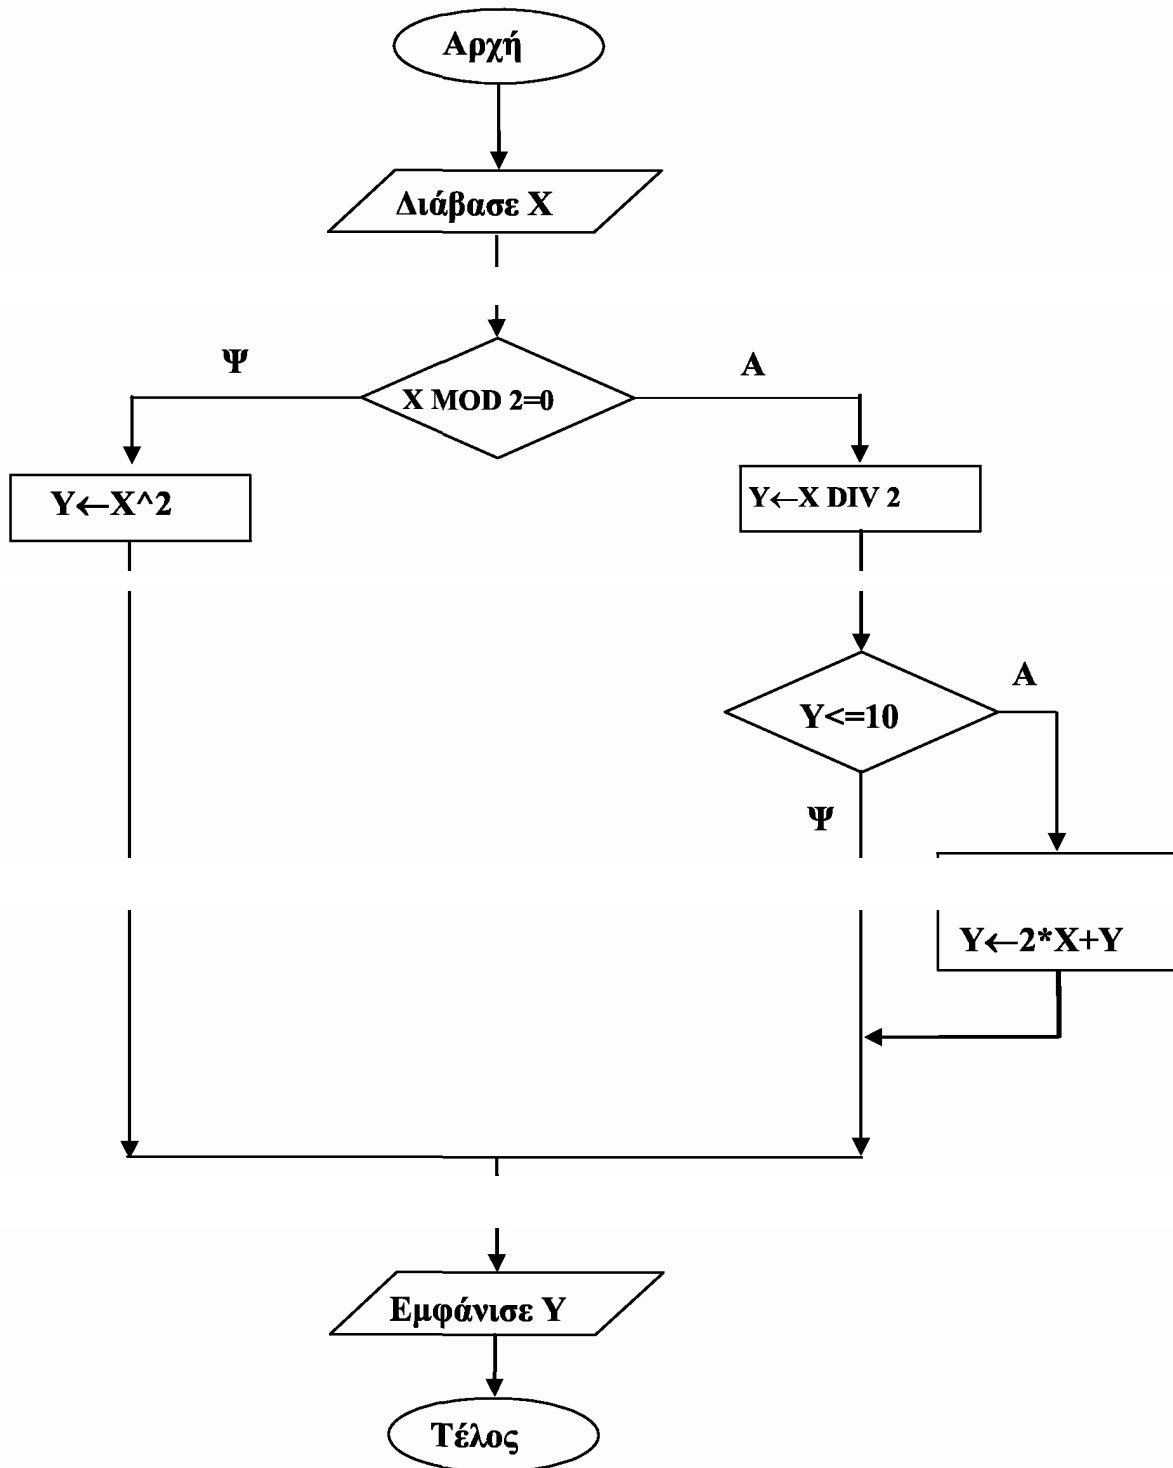 Αρχή
Διάβασε Χ
Ψ
Α
X MOD 2=0
Y←X^2
Y←X DIV 2
Α
Y<=10
Ψ
Y←2*X+Y
Εμφάνισε Υ
Τέλος